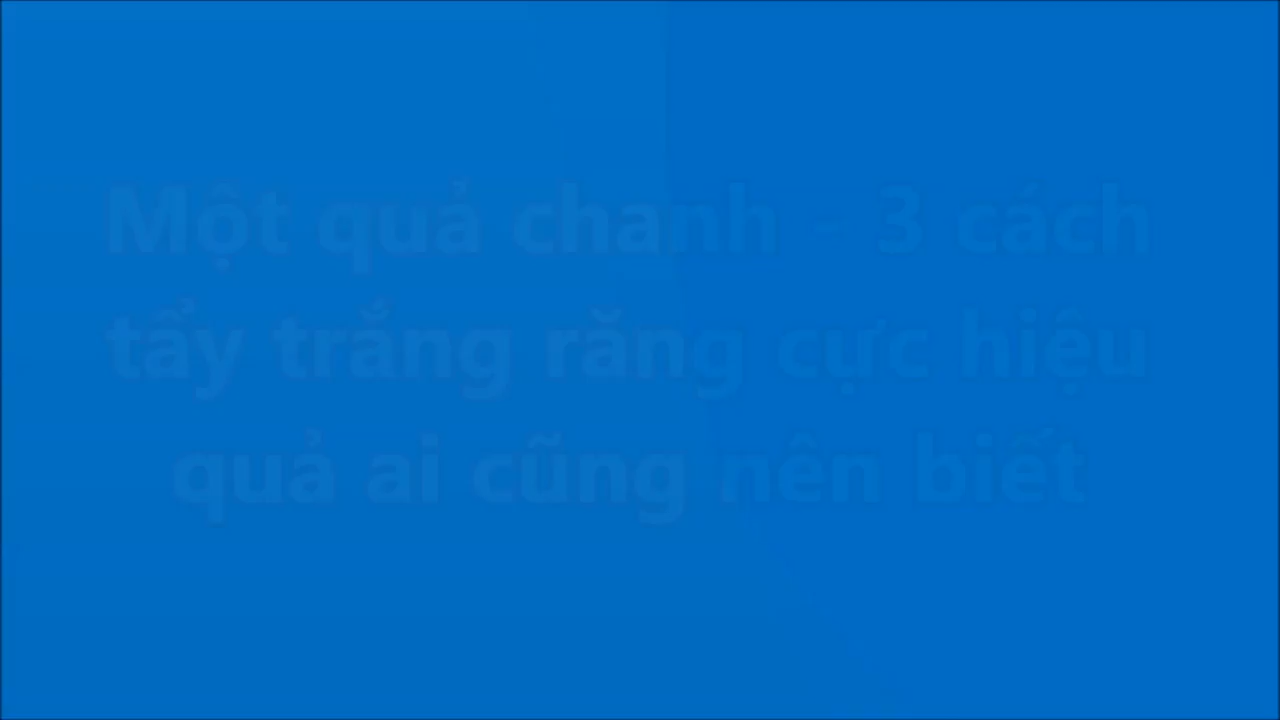 Một quả chanh - 3 cách
tẩy trắng răng cực hiệu
quả ai cũng nên biết